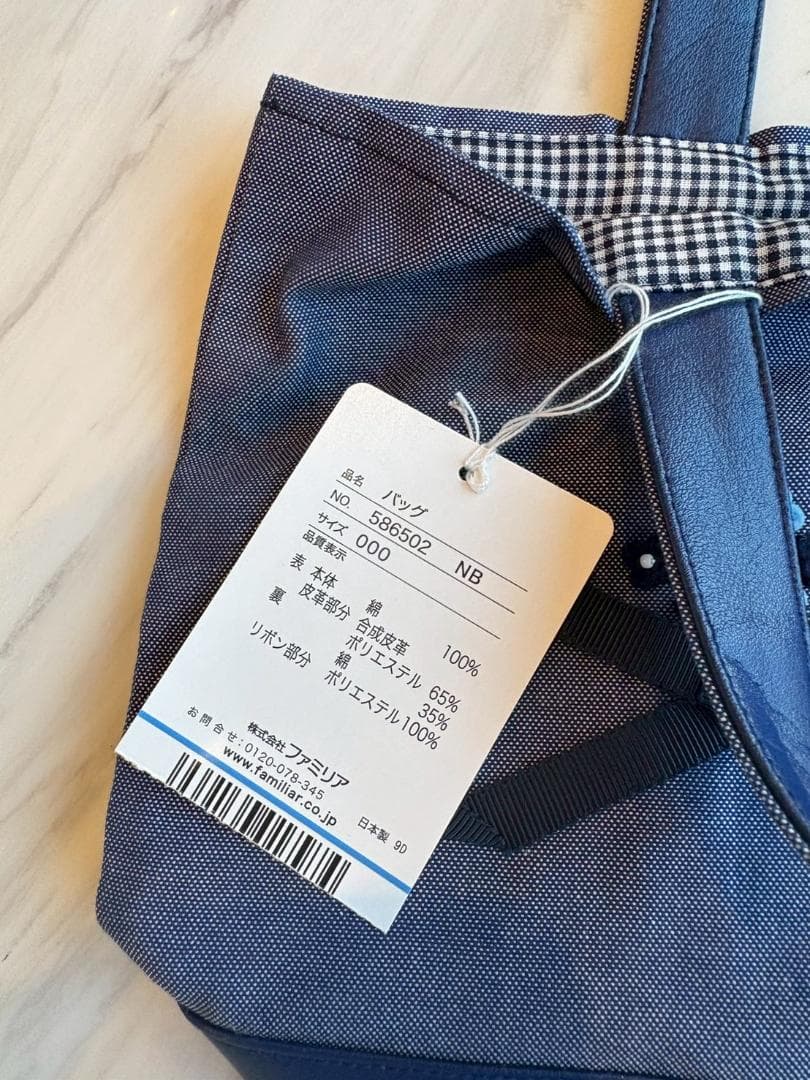 品名 バッグ
NO. 586502 NB
サイズ 000
品質表示
表 本体 綿 100%
皮革部分 合成皮革
裏 ポリエステル 65%
綿 35%
リボン部分 ポリエステル100%
株式会社ファミリア
お問合せ:0120-078-345
www.familiar.co.jp
日本製 9D